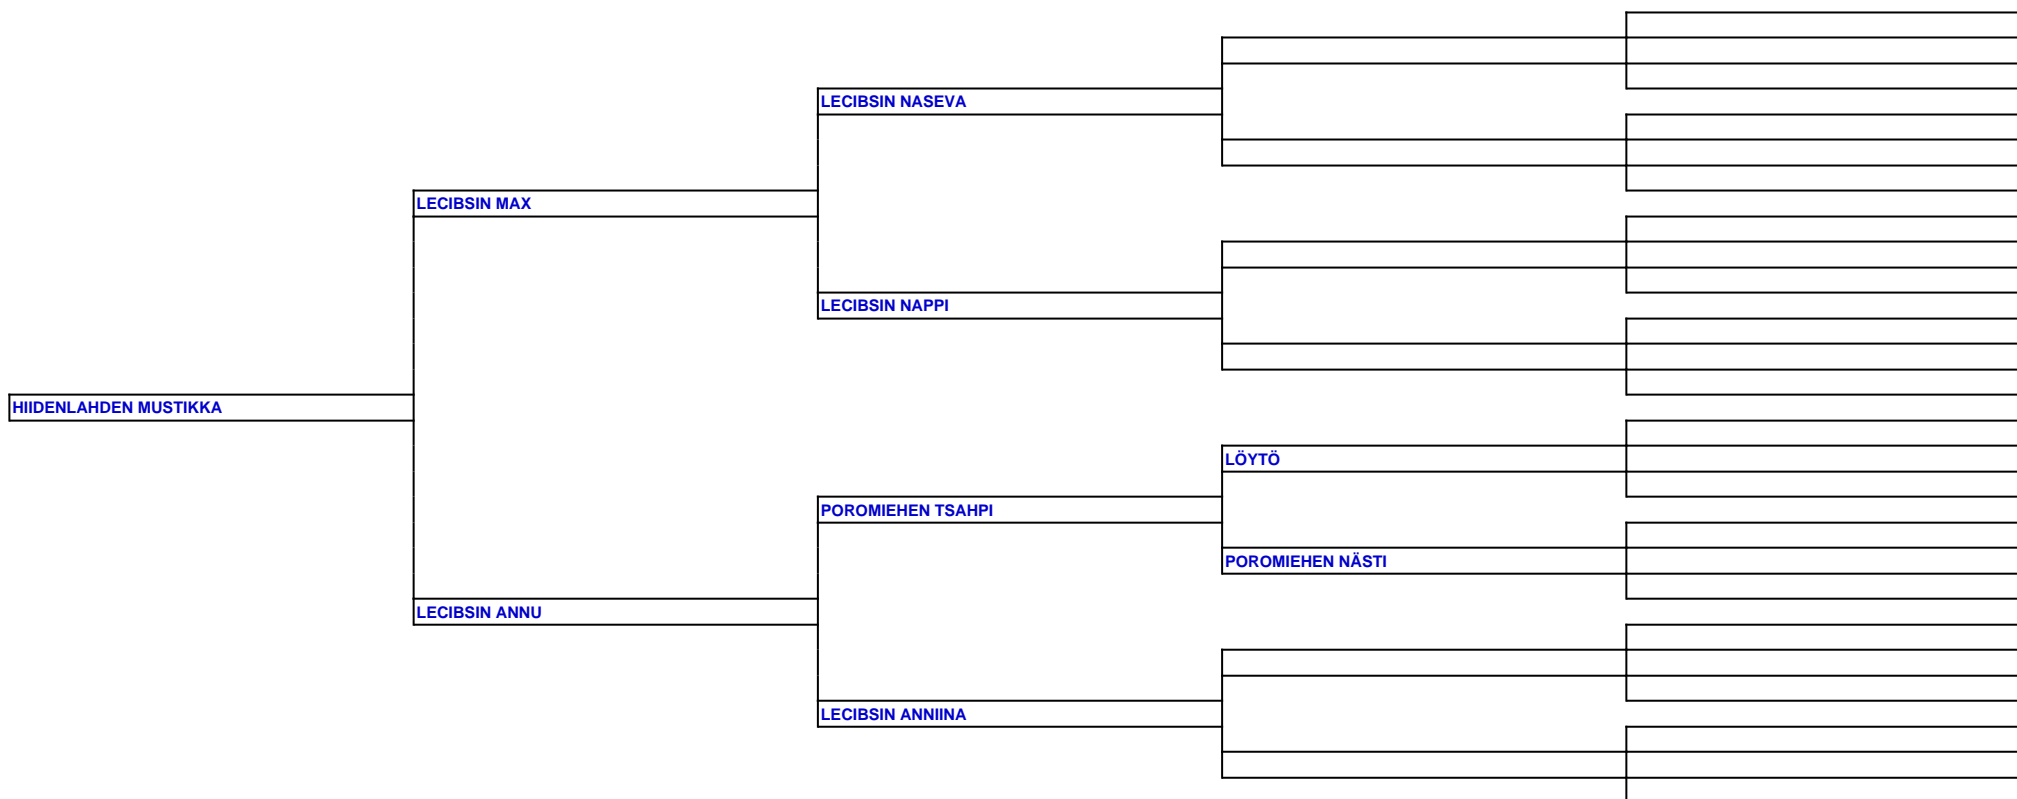 LECIBSIN NASEVA
LECIBSIN MAX
LECIBSIN NAPPI
HIIDENLAHDEN MUSTIKKA
LÖYTÖ
POROMIEHEN TSAHPI
POROMIEHEN NÄSTI
LECIBSIN ANNU
LECIBSIN ANNIINA